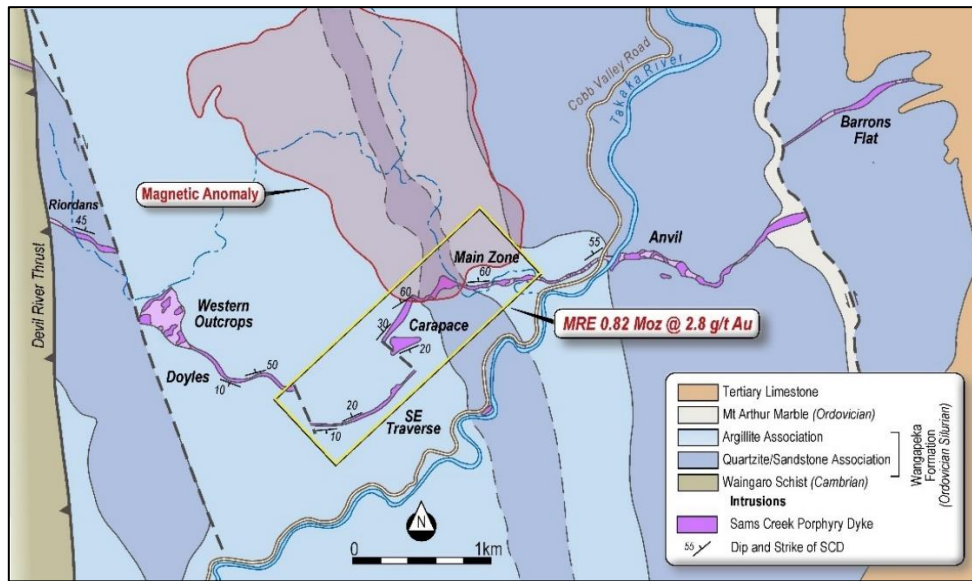 Cobb Valley Road
Takaka River
Barrons
Flat
Magnetic Anomaly
Riordans
45
Devil River Thrust
Main Zone
60
55
Anvil
Western
Outcrops
60
MRE 0.82 Moz @ 2.8 g/t Au
30
Carapace
20
Doyles
50
10
20
10
SE
Traverse
N
0
1km
Tertiary Limestone
Mt Arthur Marble (Ordovician)
Argillite Association
Quartzite/Sandstone Association
Waingaro Schist (Cambrian)
Wangapeka
Formation
(Ordovician Silurian)
Intrusions
Sams Creek Porphyry Dyke
55
Dip and Strike of SCD